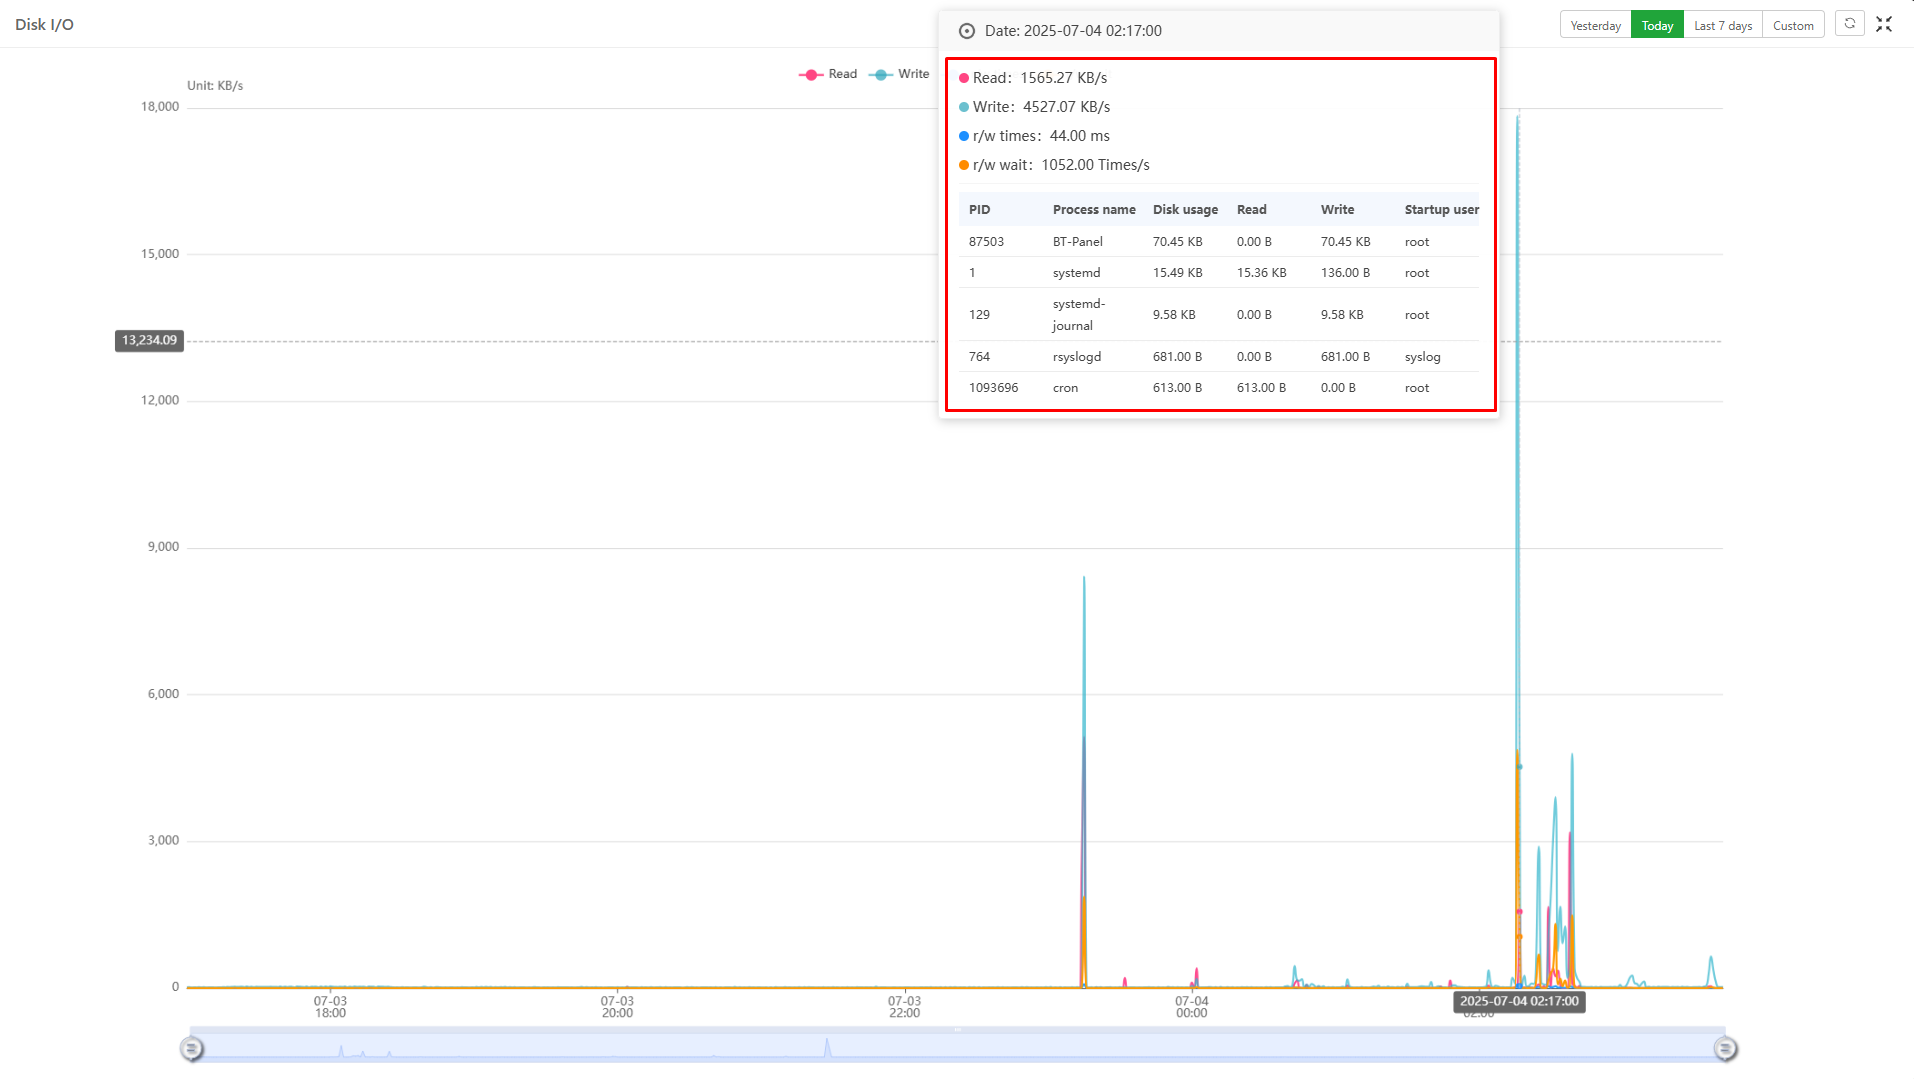 Disk I/O
Date: 2025-07-04 02:17:00
Yesterday Today Last 7 days Custom
Read Write
Unit: KB/s
Read: 1565.27 KB/s
Write: 4527.07 KB/s
r/w times: 44.00 ms
r/w wait: 1052.00 Times/s
PID Process name Disk usage Read Write Startup user
87503 BT-Panel 70.45 KB 0.00 B 70.45 KB root
1 systemd 15.49 KB 15.36 KB 136.00 B root
129 systemd-journal 9.58 KB 0.00 B 9.58 KB root
764 rsyslogd 681.00 B 0.00 B 681.00 B syslog
1093696 cron 613.00 B 613.00 B 0.00 B root
18,000
15,000
13,234.09
12,000
9,000
6,000
3,000
0
07-03 18:00
07-03 20:00
07-03 22:00
07-04 00:00
2025-07-04 02:17:00
02:00